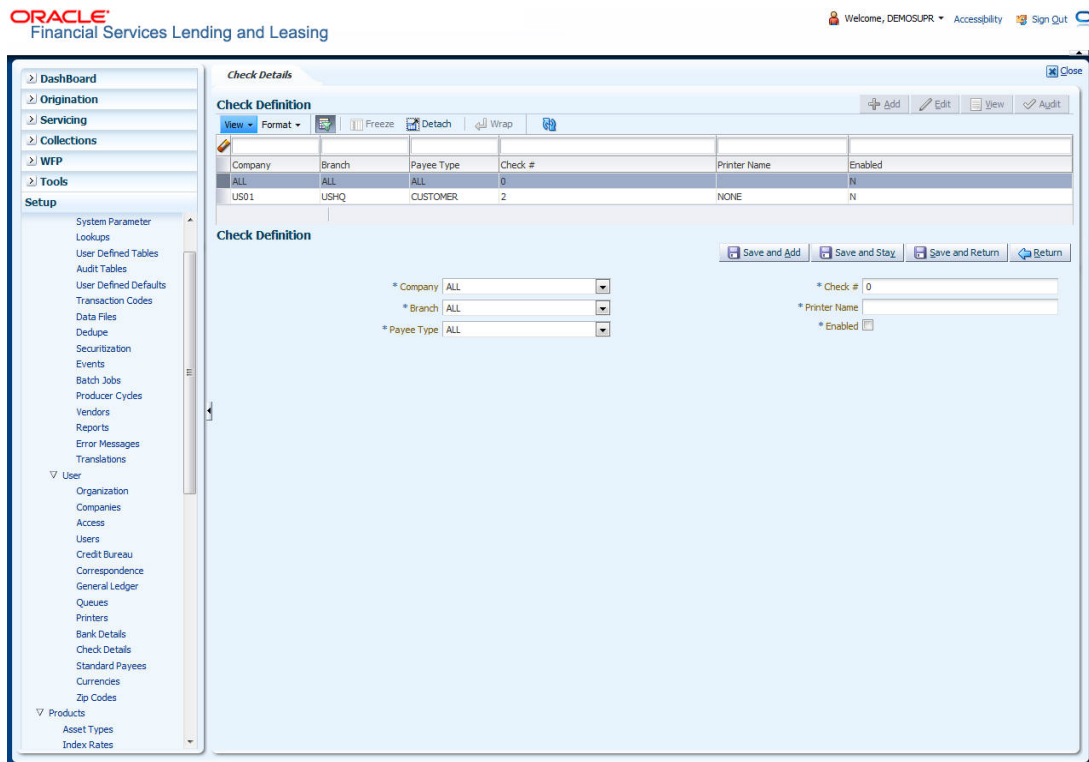 ORACLE
Financial Services Lending and Leasing
Welcome, DEMOSUPR Accessibility Sign Out
DashBoard
Origination
Servicing
Collections
WFP
Tools
Setup
System Parameter
Lookups
User Defined Tables
Audit Tables
User Defined Defaults
Transaction Codes
Data Files
Dedupe
Securitization
Events
Batch Jobs
Producer Cycles
Vendors
Reports
Error Messages
Translations
User
Organization
Companies
Access
Users
Credit Bureau
Correspondence
General Ledger
Queues
Printers
Bank Details
Check Details
Standard Payees
Currencies
Zip Codes
Products
Asset Types
Index Rates
Check Details
Close
Check Definition
Add Edit View Audit
View Format Freeze Detach Wrap
Company Branch Payee Type Check # Printer Name Enabled
ALL ALL ALL 0 N
US01 USHQ CUSTOMER 2 NONE N
Check Definition
Save and Add Save and Stay Save and Return Return
* Company ALL * Check # 0
* Branch ALL * Printer Name
* Payee Type ALL * Enabled